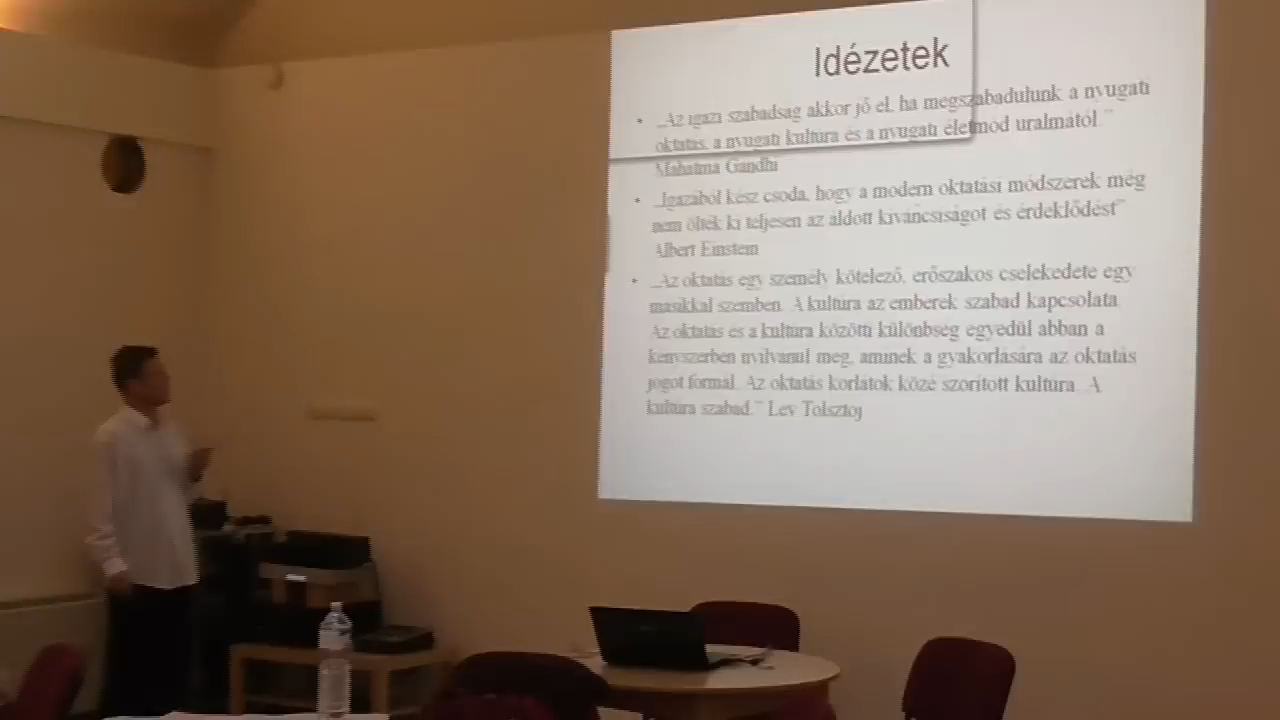 Idézetek
• „Az igazi szabadság akkor jő el, ha megszabadulunk a nyugati
oktatás, a nyugati kultúra és a nyugati életmód uralmától.”
Mahatma Gandhi
• „Igazából kész csoda, hogy a modern oktatási módszerek még
nem ölték ki teljesen az áldott kíváncsiságot és érdeklődést”
Albert Einstein
• „Az oktatás egy személy kötelező, erőszakos cselekedete egy
másikkal szemben. A kultúra az emberek szabad kapcsolata.
Az oktatás és a kultúra közötti különbség egyedül abban a
kényszerben nyilvánul meg, aminek a gyakorlására az oktatás
jogot formál. Az oktatás korlátok közé szorított kultúra. A
kultúra szabad.” Lev Tolsztoj